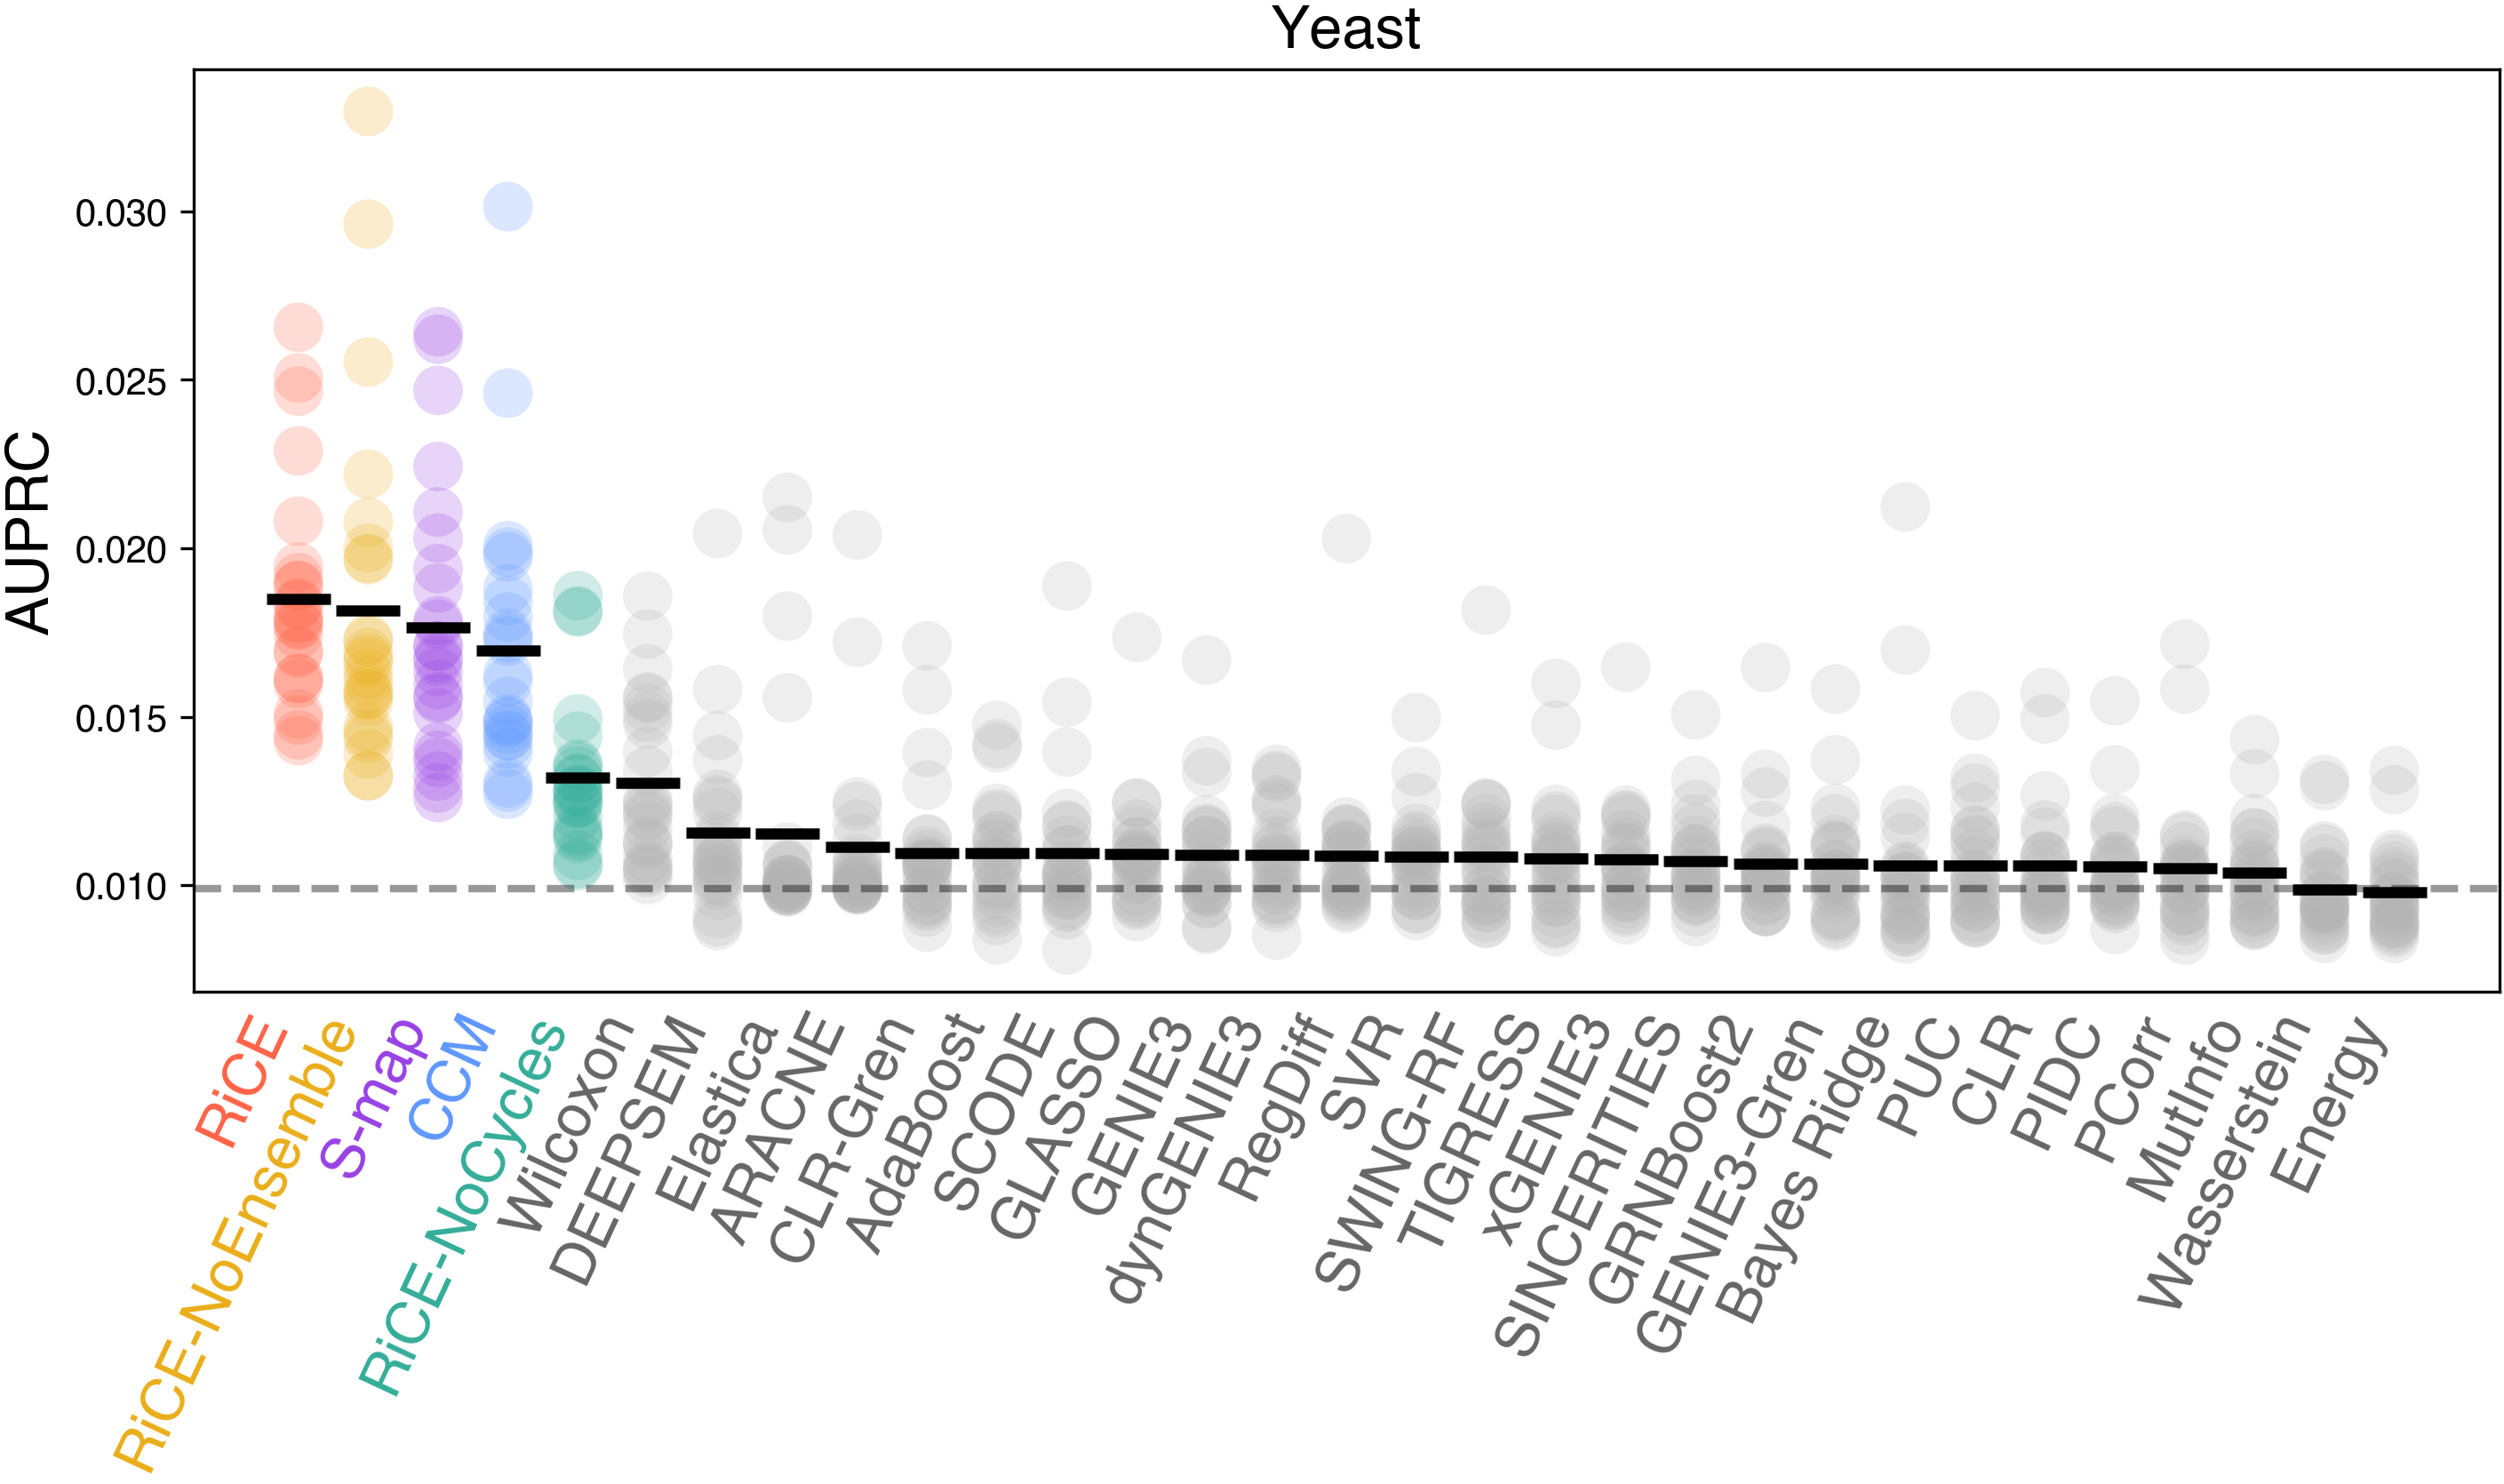 Yeast
AUPRC
0.030
0.025
0.020
0.015
0.010
RiCE
RiCE-NoEnsemble
S-map
CCM
RiCE-NoCycles
Wilcoxon
DEEPSEM
Elastica
ARACNE
CLR-Gren
AdaBoost
SCODE
GLASSO
GENIE3
dynGENIE3
RegDiff
SVR
SWING-RF
TIGRESS
xGENIE3
SINCERITIES
GRNBoost2
GENIE3-Gren
Bayes Ridge
PUC
CLR
PIDC
PCorr
MutInfo
Wasserstein
Energy